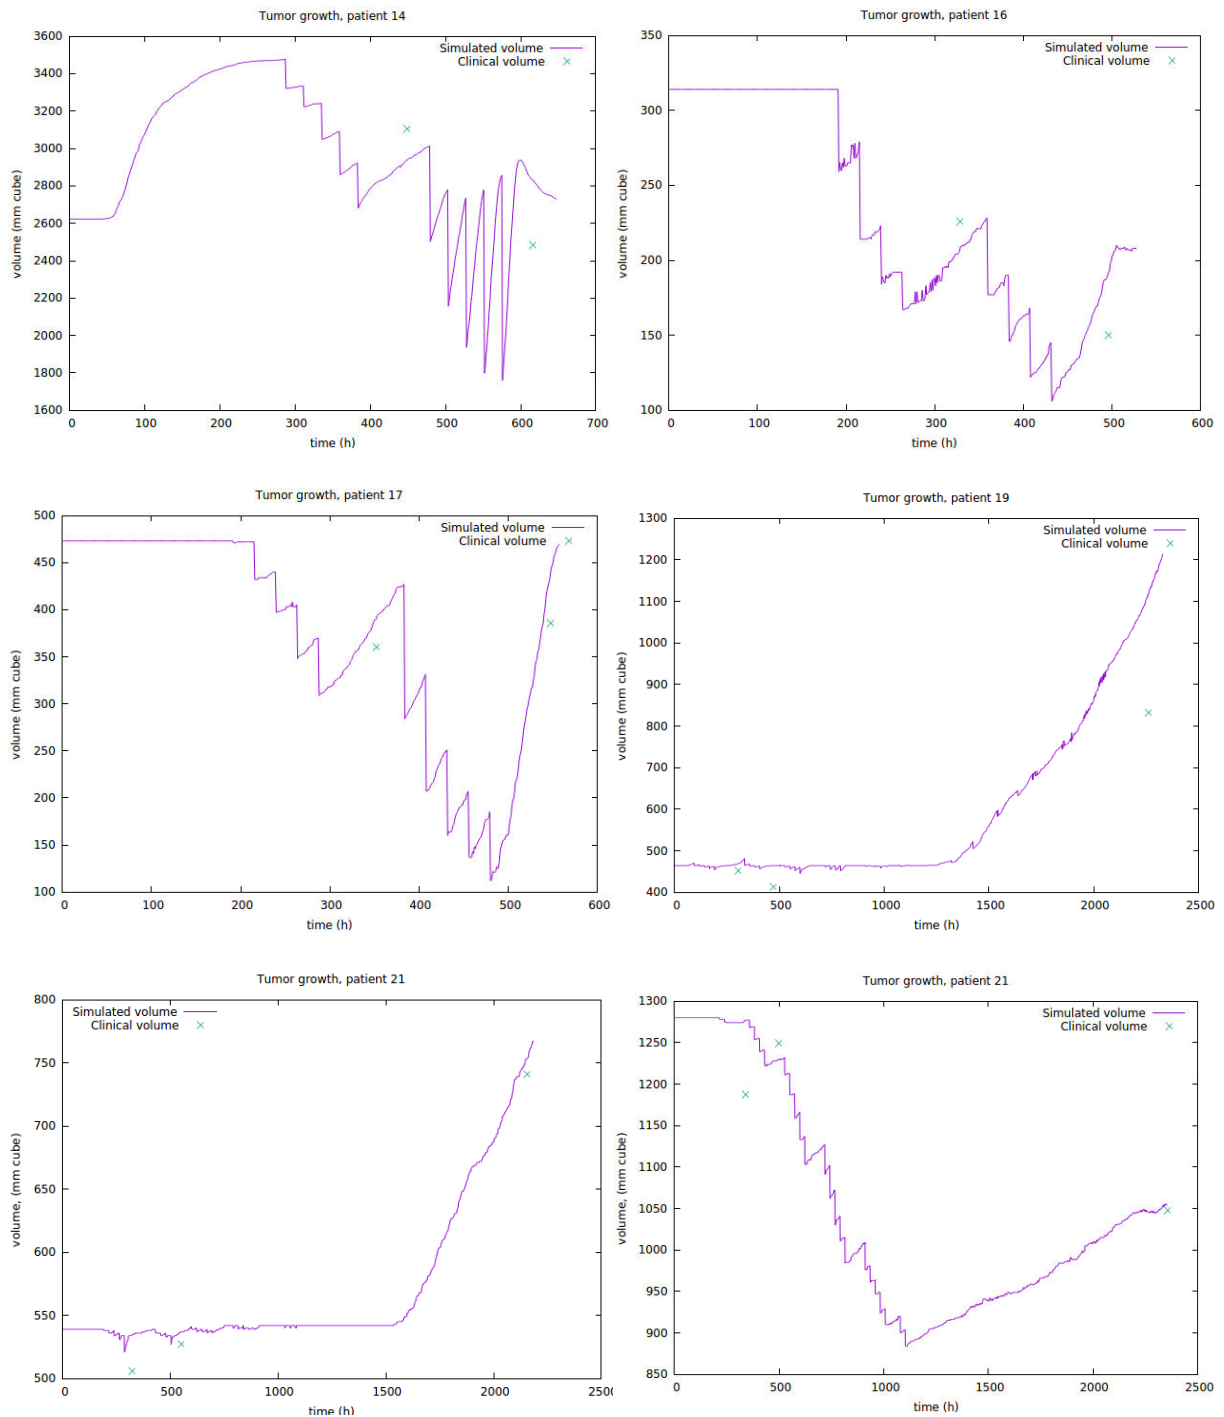 Tumor growth, patient 14
3600
3400
3200
3000
2800
2600
2400
2200
2000
1800
1600
volume (mm cube)
Simulated volume
Clinical volume
0 100 200 300 400 500 600 700
time (h)
Tumor growth, patient 16
350
300
250
200
150
100
volume (mm cube)
Simulated volume
Clinical volume
0 100 200 300 400 500 600
time (h)
Tumor growth, patient 17
500
450
400
350
300
250
200
150
100
volume (mm cube)
Simulated volume
Clinical volume
0 100 200 300 400 500 600
time (h)
Tumor growth, patient 19
1300
1200
1100
1000
900
800
700
600
500
400
volume (mm cube)
Simulated volume
Clinical volume
0 500 1000 1500 2000 2500
time (h)
Tumor growth, patient 21
800
750
700
650
600
550
500
volume, (mm cube)
Simulated volume
Clinical volume
0 500 1000 1500 2000 2500
time (h)
Tumor growth, patient 21
1300
1250
1200
1150
1100
1050
1000
950
900
850
volume, (mm cube)
Simulated volume
Clinical volume
0 500 1000 1500 2000 2500
time (h)